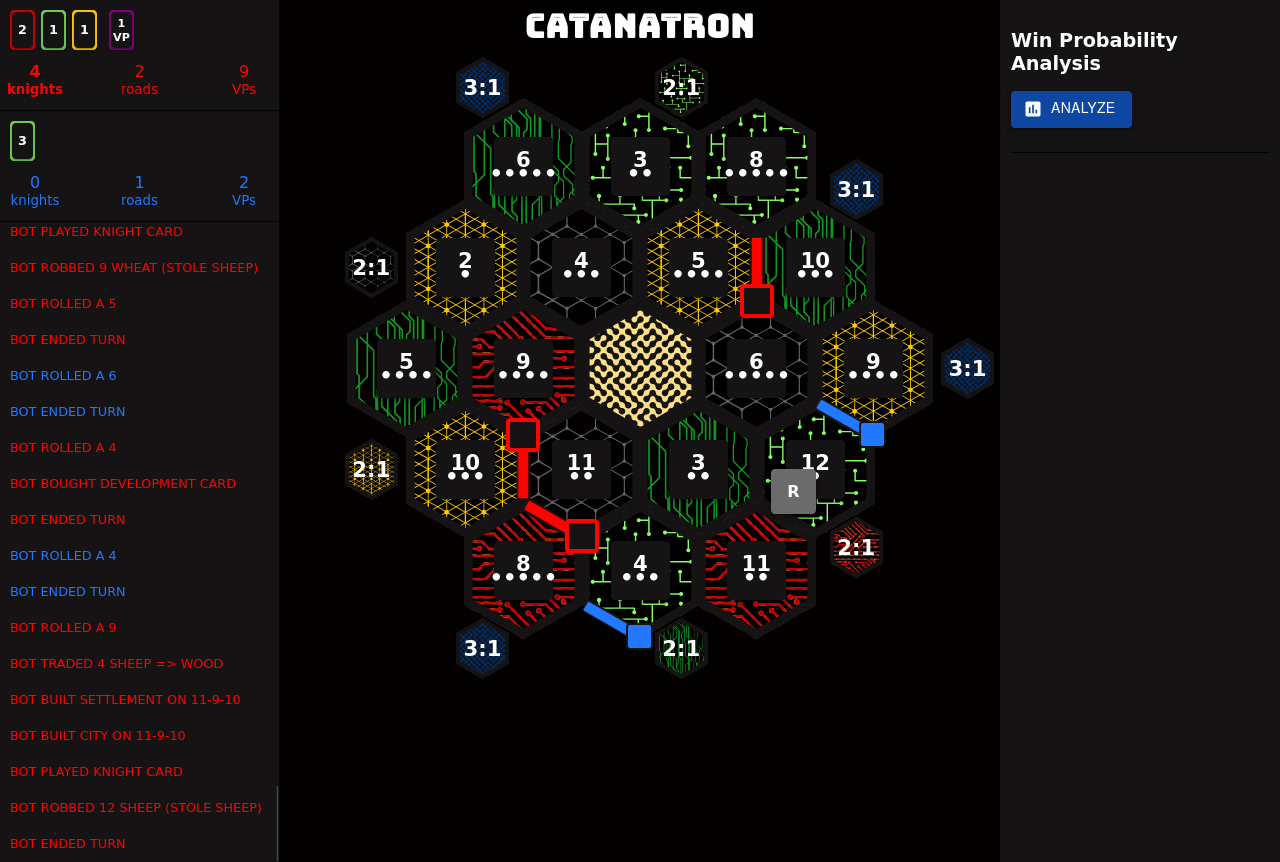 2 1 1 1 VP
4 2 9
knights roads VPs
3
0 1 2
knights roads VPs
BOT PLAYED KNIGHT CARD
BOT ROBBED 9 WHEAT (STOLE SHEEP)
BOT ROLLED A 5
BOT ENDED TURN
BOT ROLLED A 6
BOT ENDED TURN
BOT ROLLED A 4
BOT BOUGHT DEVELOPMENT CARD
BOT ENDED TURN
BOT ROLLED A 4
BOT ENDED TURN
BOT ROLLED A 9
BOT TRADED 4 SHEEP => WOOD
BOT BUILT SETTLEMENT ON 11-9-10
BOT BUILT CITY ON 11-9-10
BOT PLAYED KNIGHT CARD
BOT ROBBED 12 SHEEP (STOLE SHEEP)
BOT ENDED TURN
CATANATRON
3:1 2:1
6 3 8
3:1
2:1 2 4 5 10
5 9 6 9 3:1
2:1 10 11 3 12
R
8 4 11 2:1
3:1 2:1
Win Probability
Analysis
ANALYZE